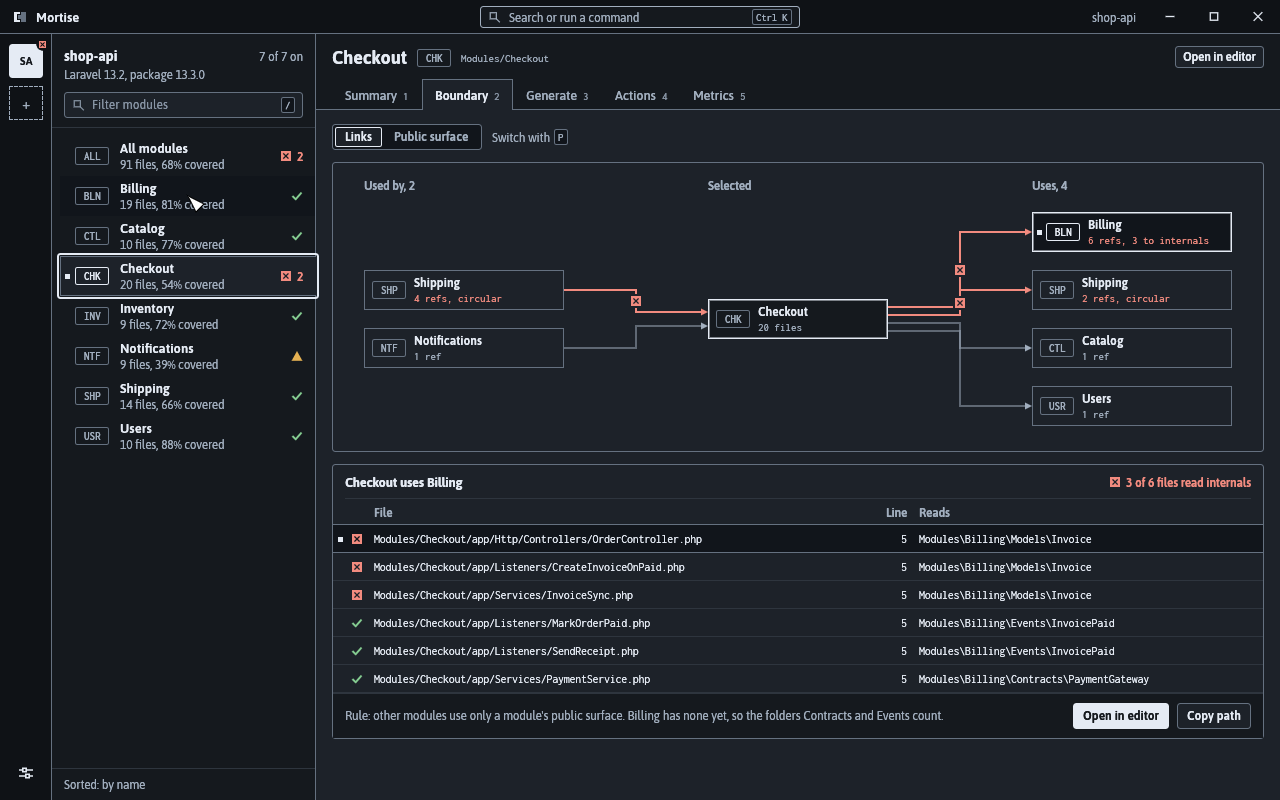 Mortise
Search or run a command
Ctrl K
shop-api
SA
+
shop-api
7 of 7 on
Laravel 13.2, package 13.3.0
Filter modules
/
ALL
All modules
91 files, 68% covered
2
BLN
Billing
19 files, 81% covered
CTL
Catalog
10 files, 77% covered
CHK
Checkout
20 files, 54% covered
2
INV
Inventory
9 files, 72% covered
NTF
Notifications
9 files, 39% covered
SHP
Shipping
14 files, 66% covered
USR
Users
10 files, 88% covered
Sorted: by name
Checkout
CHK
Modules/Checkout
Open in editor
Summary 1
Boundary 2
Generate 3
Actions 4
Metrics 5
Links
Public surface
Switch with P
Used by, 2
Selected
Uses, 4
SHP
Shipping
4 refs, circular
NTF
Notifications
1 ref
CHK
Checkout
20 files
BLN
Billing
6 refs, 3 to internals
SHP
Shipping
2 refs, circular
CTL
Catalog
1 ref
USR
Users
1 ref
Checkout uses Billing
3 of 6 files read internals
File Line Reads
Modules/Checkout/app/Http/Controllers/OrderController.php 5 Modules\Billing\Models\Invoice
Modules/Checkout/app/Listeners/CreateInvoiceOnPaid.php 5 Modules\Billing\Models\Invoice
Modules/Checkout/app/Services/InvoiceSync.php 5 Modules\Billing\Models\Invoice
Modules/Checkout/app/Listeners/MarkOrderPaid.php 5 Modules\Billing\Events\InvoicePaid
Modules/Checkout/app/Listeners/SendReceipt.php 5 Modules\Billing\Events\InvoicePaid
Modules/Checkout/app/Services/PaymentService.php 5 Modules\Billing\Contracts\PaymentGateway
Rule: other modules use only a module's public surface. Billing has none yet, so the folders Contracts and Events count.
Open in editor
Copy path